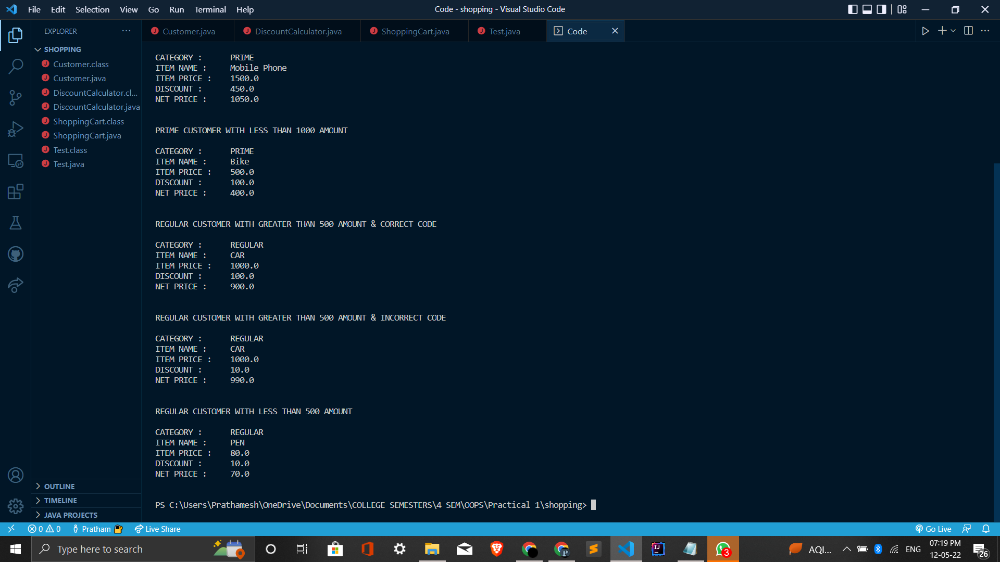 File Edit Selection View Go Run Terminal Help
Code - shopping - Visual Studio Code
EXPLORER
Customer.java
DiscountCalculator.java
ShoppingCart.java
Test.java
Code
SHOPPING
Customer.class
Customer.java
DiscountCalculator.cl...
DiscountCalculator.java
ShoppingCart.class
ShoppingCart.java
Test.class
Test.java
OUTLINE
TIMELINE
JAVA PROJECTS
CATEGORY : PRIME
ITEM NAME : Mobile Phone
ITEM PRICE : 1500.0
DISCOUNT : 450.0
NET PRICE : 1050.0
PRIME CUSTOMER WITH LESS THAN 1000 AMOUNT
CATEGORY : PRIME
ITEM NAME : Bike
ITEM PRICE : 500.0
DISCOUNT : 100.0
NET PRICE : 400.0
REGULAR CUSTOMER WITH GREATER THAN 500 AMOUNT & CORRECT CODE
CATEGORY : REGULAR
ITEM NAME : CAR
ITEM PRICE : 1000.0
DISCOUNT : 100.0
NET PRICE : 900.0
REGULAR CUSTOMER WITH GREATER THAN 500 AMOUNT & INCORRECT CODE
CATEGORY : REGULAR
ITEM NAME : CAR
ITEM PRICE : 1000.0
DISCOUNT : 10.0
NET PRICE : 990.0
REGULAR CUSTOMER WITH LESS THAN 500 AMOUNT
CATEGORY : REGULAR
ITEM NAME : PEN
ITEM PRICE : 80.0
DISCOUNT : 10.0
NET PRICE : 70.0
PS C:\Users\Prathamesh\OneDrive\Documents\COLLEGE SEMESTERS\4 SEM\OOPS\Practical 1\shopping>
0 0 Pratham Live Share
Go Live
Type here to search
3
AQI...
ENG
07:19 PM
12-05-22
26